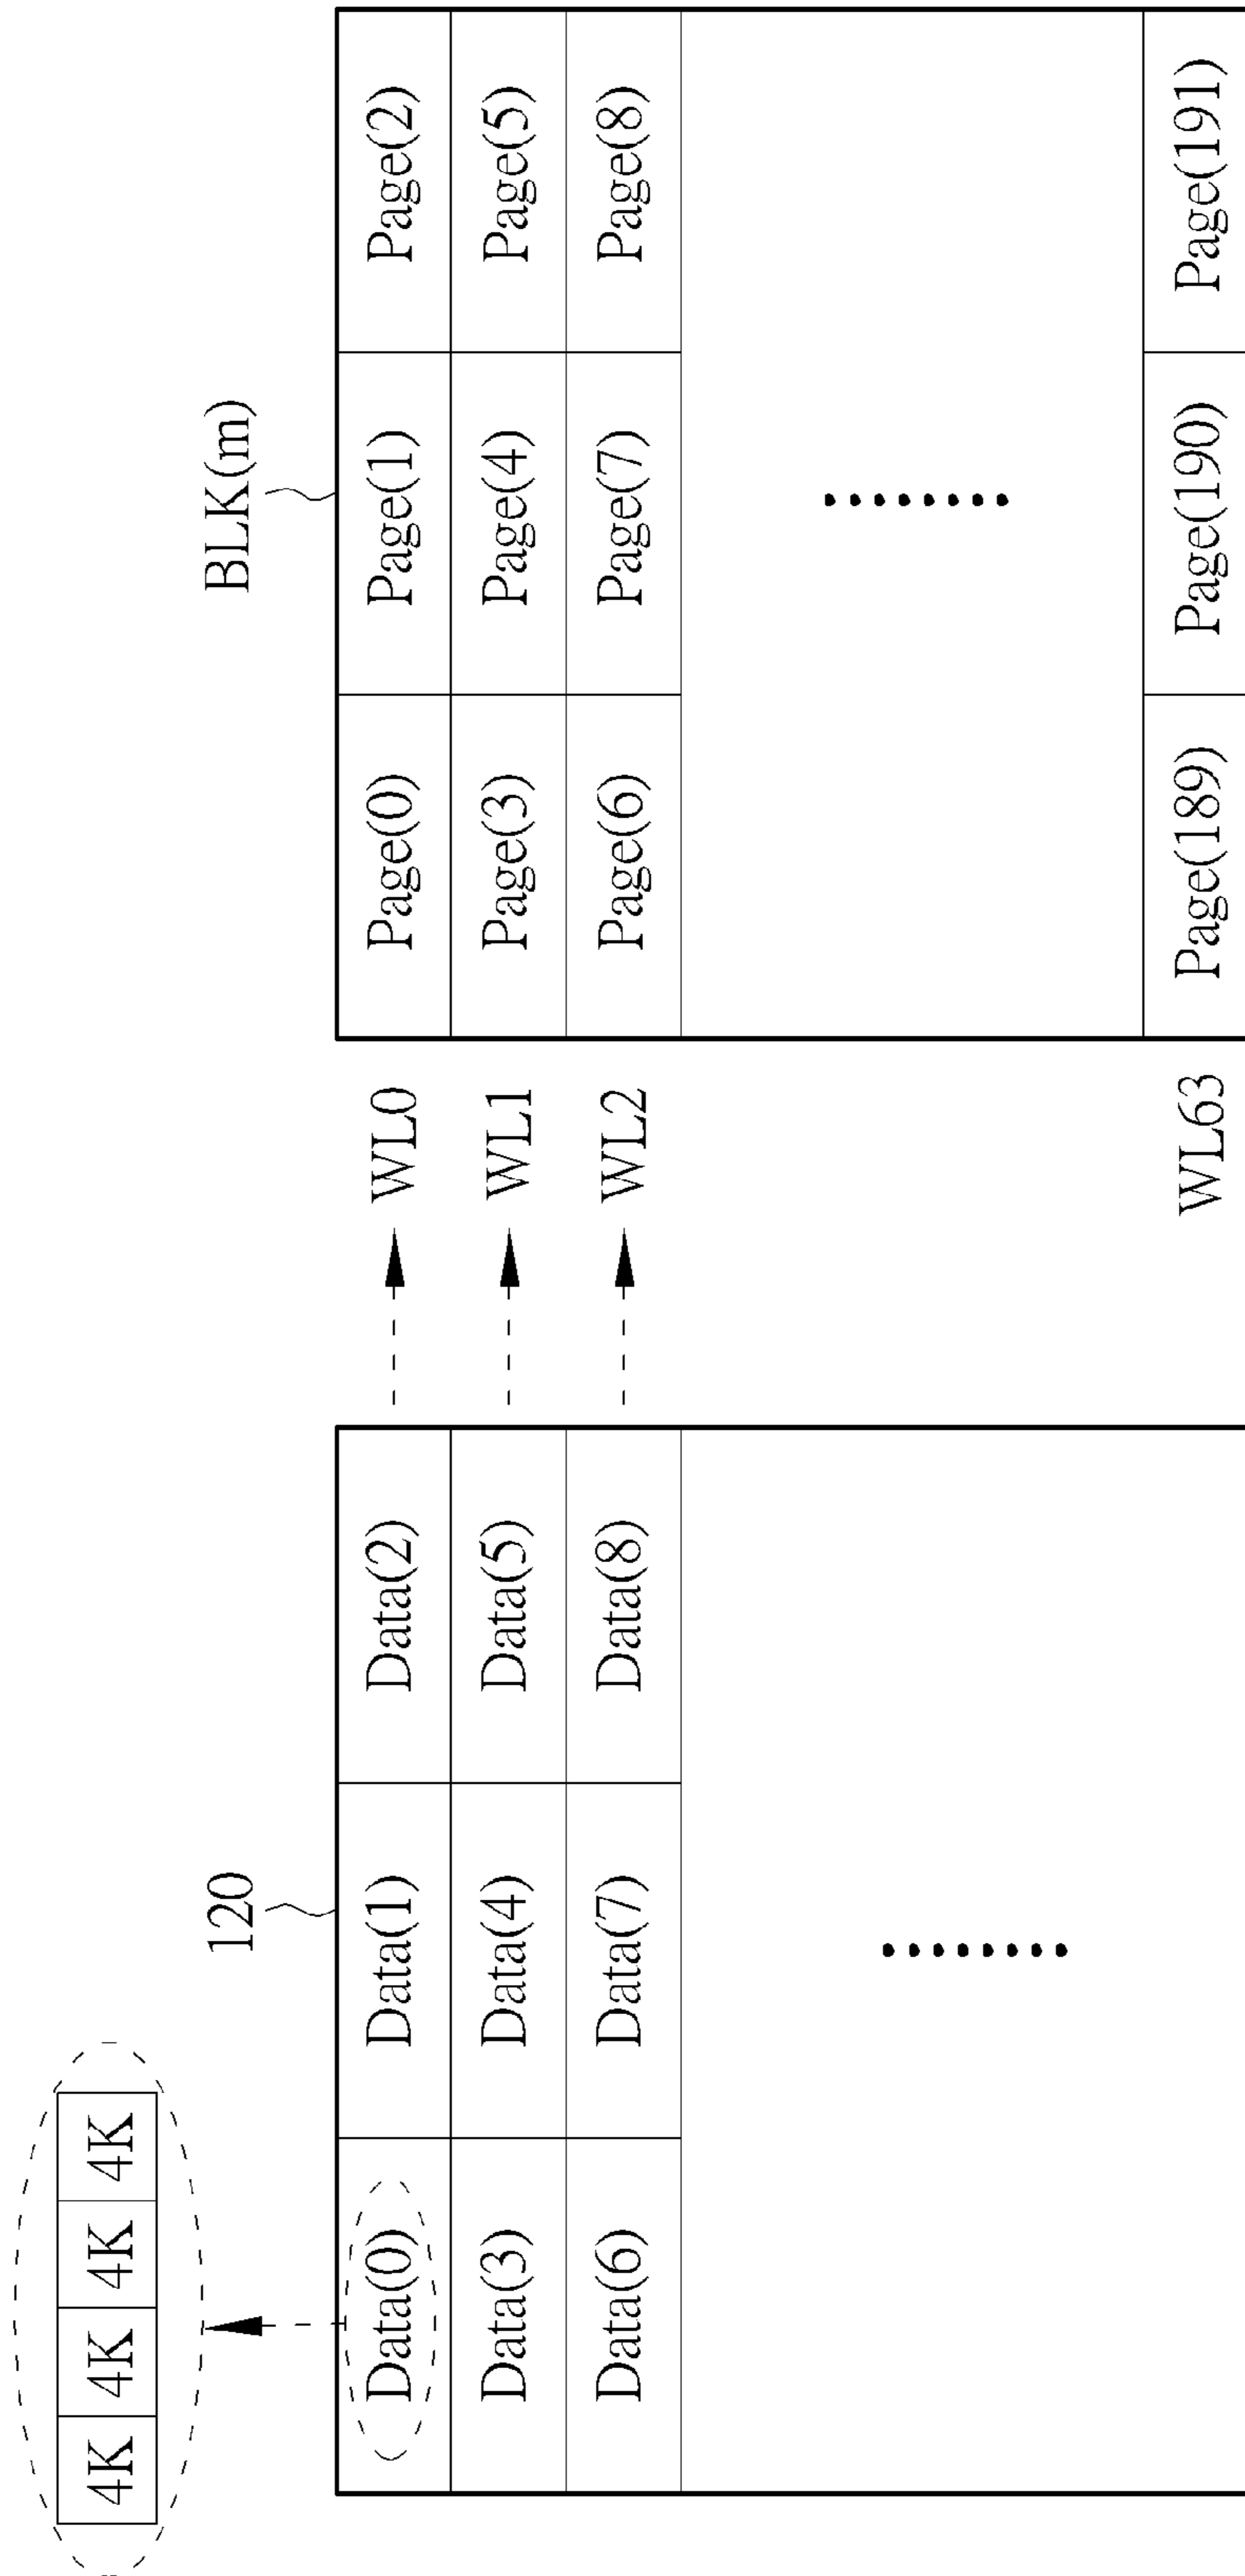 4K 4K 4K 4K
120
Data(0) Data(1) Data(2)
Data(3) Data(4) Data(5)
Data(6) Data(7) Data(8)
WL0
WL1
WL2
WL63
BLK(m)
Page(0) Page(1) Page(2)
Page(3) Page(4) Page(5)
Page(6) Page(7) Page(8)
Page(189) Page(190) Page(191)